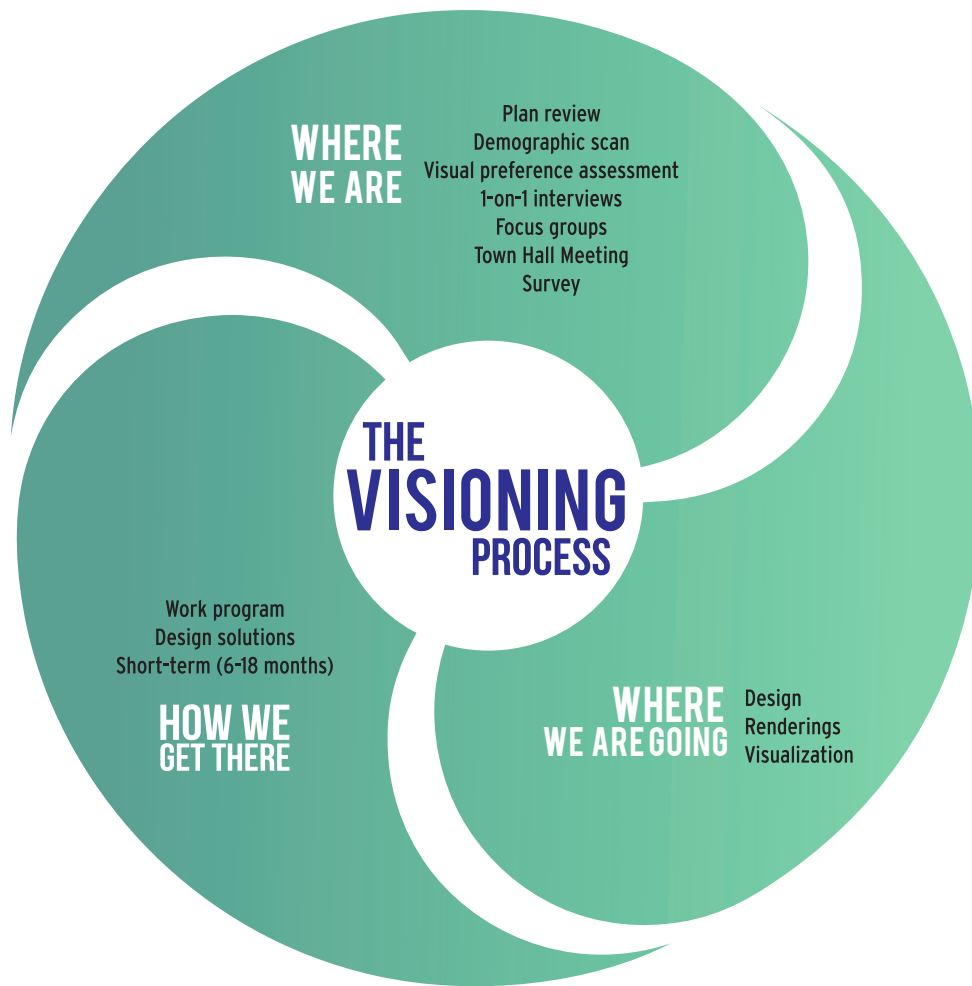 WHERE
WE ARE
Plan review
Demographic scan
Visual preference assessment
1-on-1 interviews
Focus groups
Town Hall Meeting
Survey
THE
VISIONING
PROCESS
WHERE
WE ARE GOING
Design
Renderings
Visualization
Work program
Design solutions
Short-term (6-18 months)
HOW WE
GET THERE